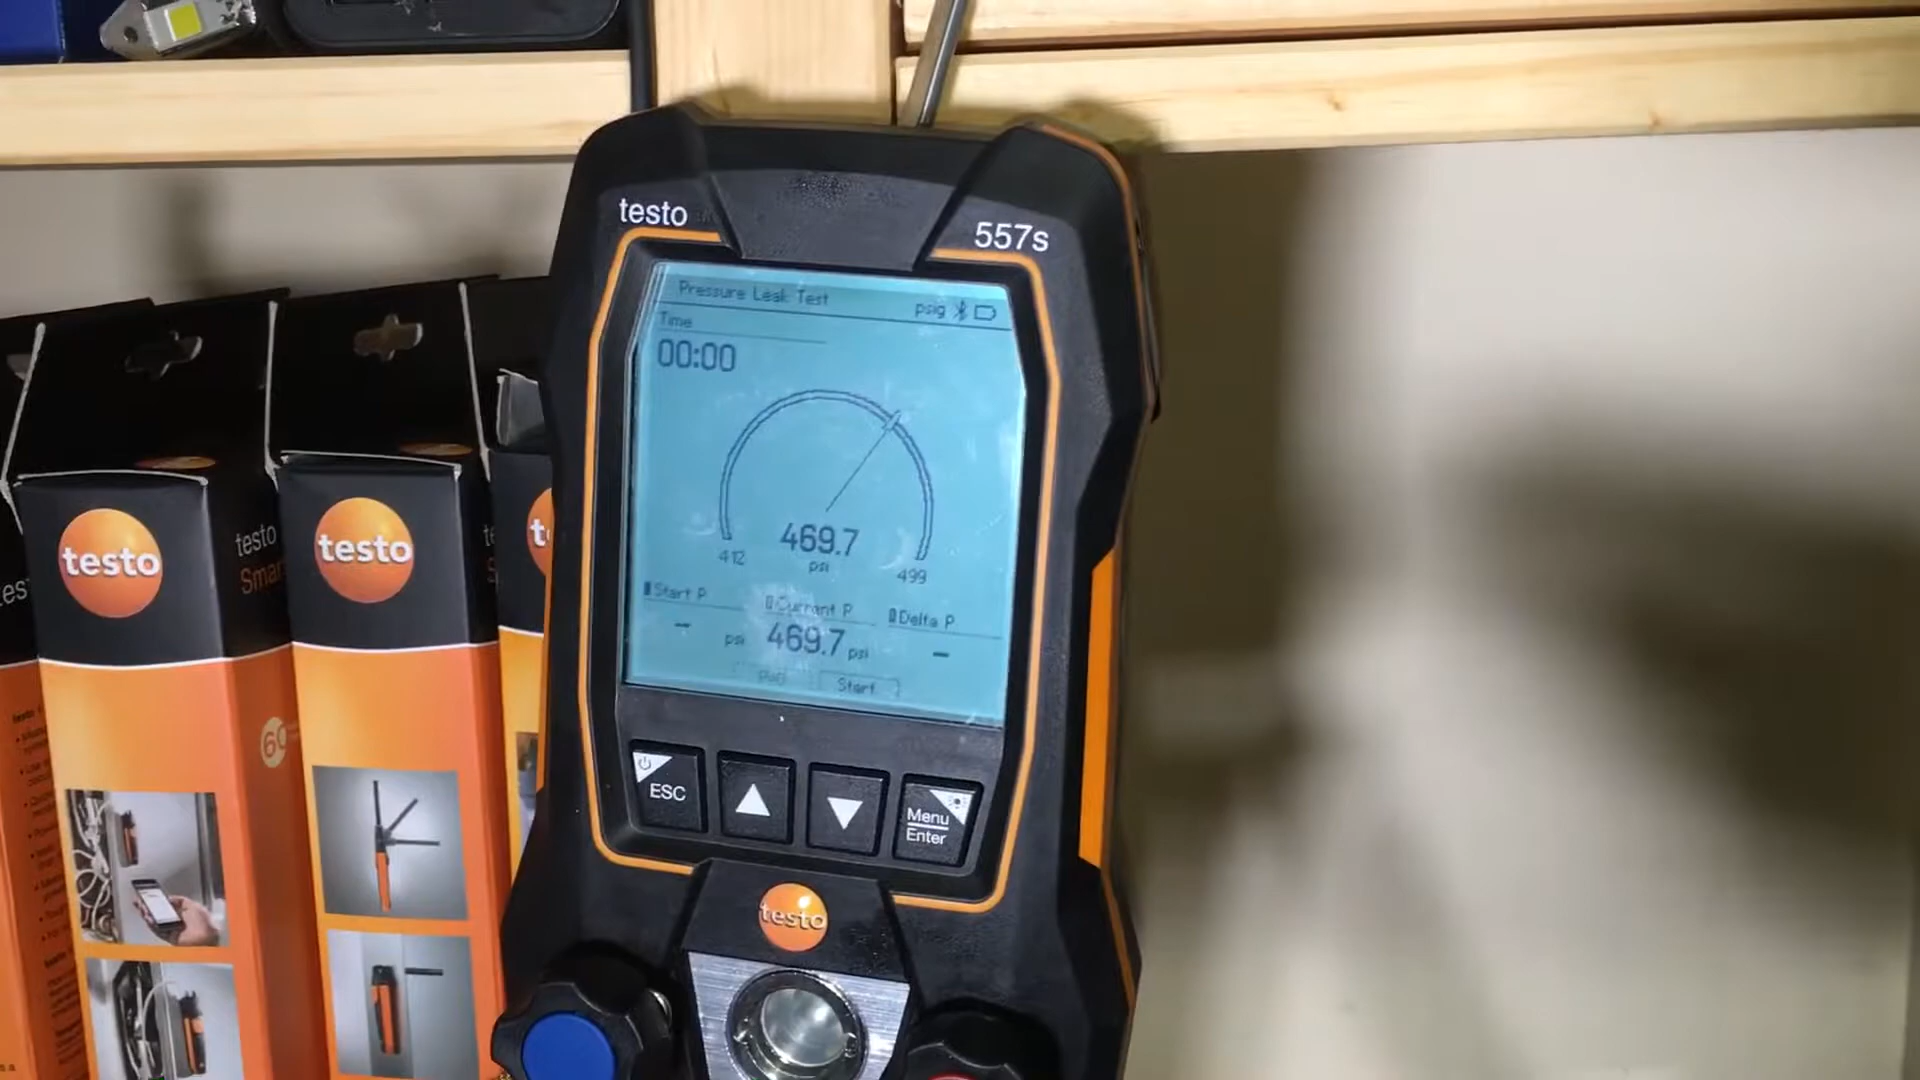 testo
557s
Pressure Leak Test
psig
Time
00:00
469.7
psi
412
499
Start P
Current P
Delta P
-
psi
469.7 psi
-
Start
ESC
Menu
Enter
testo
testo
testo
testo
testo